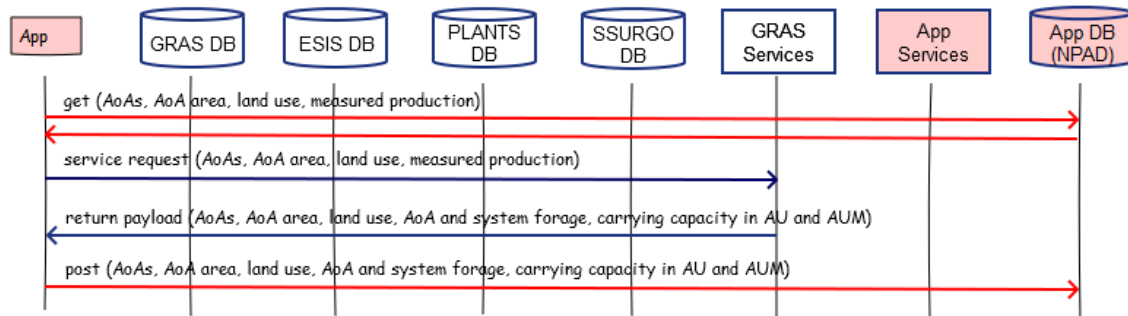 App
GRAS DB
ESIS DB
PLANTS
DB
SSURGO
DB
GRAS
Services
App
Services
App DB
(NPAD)
get (AoAs, AoA area, land use, measured production)
service request (AoAs, AoA area, land use, measured production)
return payload (AoAs, AoA area, land use, AoA and system forage, carrying capacity in AU and AUM)
post (AoAs, AoA area, land use, AoA and system forage, carrying capacity in AU and AUM)